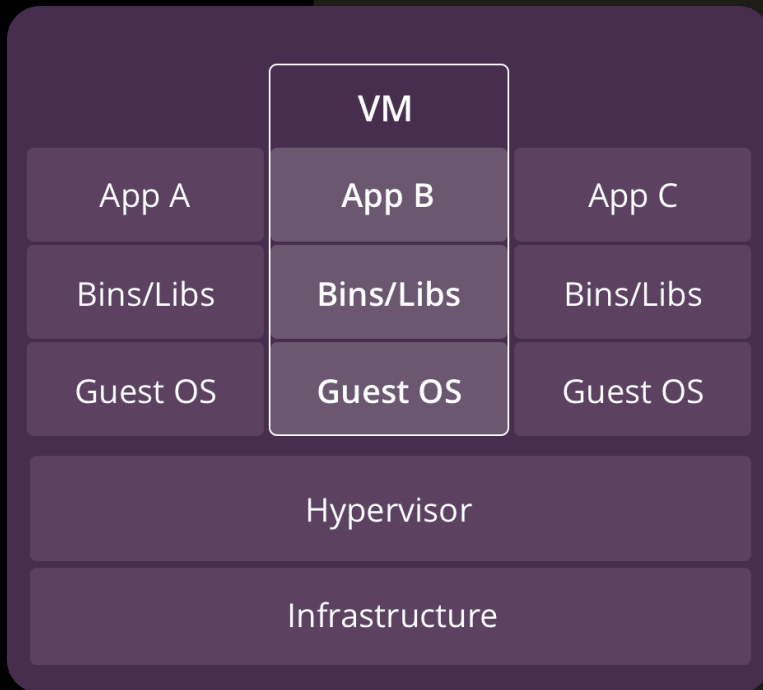 VM
App A
App B
App C
Bins/Libs
Bins/Libs
Bins/Libs
Guest OS
Guest OS
Guest OS
Hypervisor
Infrastructure